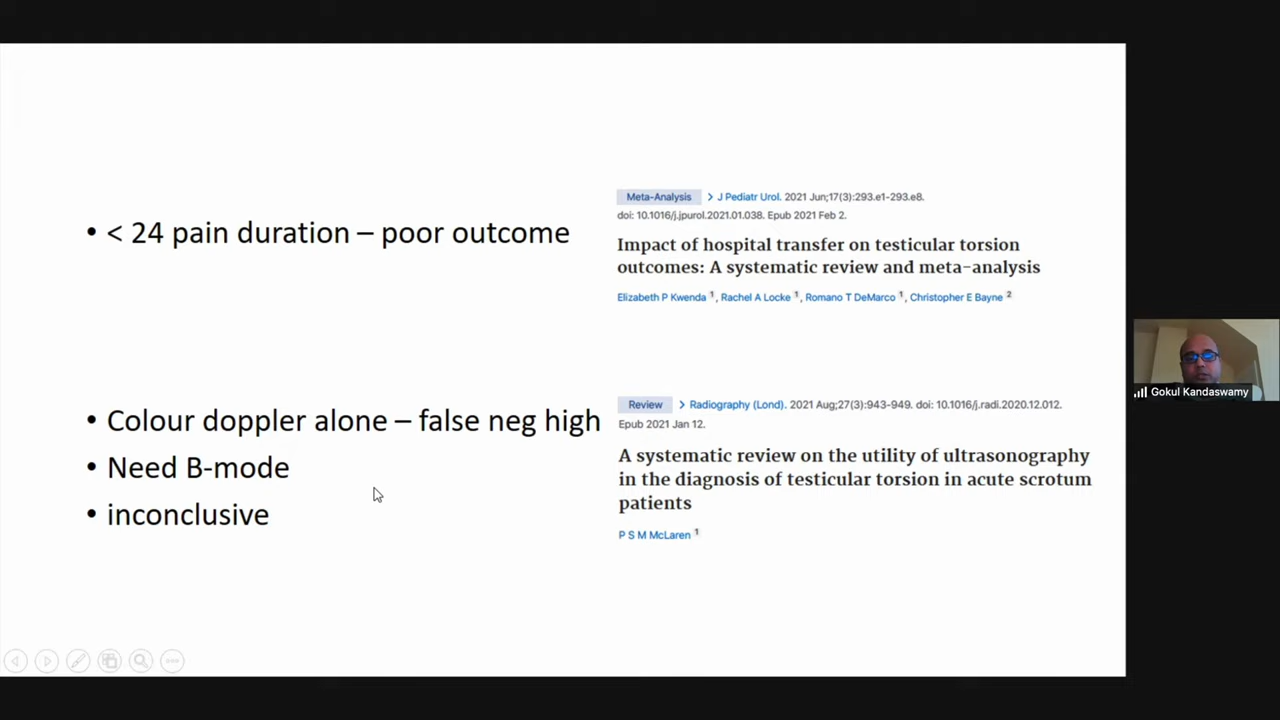 • < 24 pain duration – poor outcome
Meta-Analysis > J Pediatr Urol. 2021 Jun;17(3):293.e1-293.e8.
doi: 10.1016/j.jpurol.2021.01.038. Epub 2021 Feb 2.
Impact of hospital transfer on testicular torsion
outcomes: A systematic review and meta-analysis
Elizabeth P Kwenda 1, Rachel A Locke 1, Romano T DeMarco 1, Christopher E Bayne 2
• Colour doppler alone – false neg high
• Need B-mode
• inconclusive
Review > Radiography (Lond). 2021 Aug;27(3):943-949. doi: 10.1016/j.radi.2020.12.012.
Epub 2021 Jan 12.
A systematic review on the utility of ultrasonography
in the diagnosis of testicular torsion in acute scrotum
patients
P S M McLaren 1
Gokul Kandaswamy